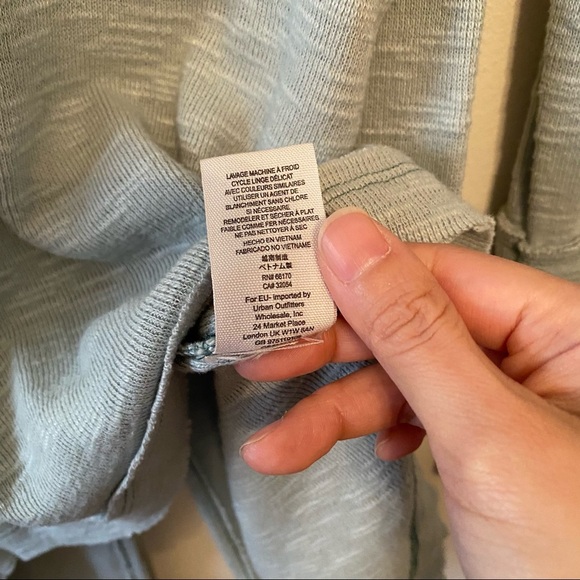 LAVAGE MACHINE À FROID
CYCLE LINGE DÉLICAT
AVEC COULEURS SIMILAIRES
UTILISER UN AGENT DE
BLANCHIMENT SANS CHLORE
SI NÉCESSAIRE.
REMODELER ET SÉCHER À PLAT
FAIBLE COMME FER NÉCESSAIRE
NE PAS NETTOYER À SEC
HECHO EN VIETNAM
FABRICADO NO VIETNAM
越南制造
ベトナム製
RN# 66170
CA# 32054
For EU- Imported by
Urban Outfitters
Wholesale, Inc
24 Market Place
London UK W1W 8AN